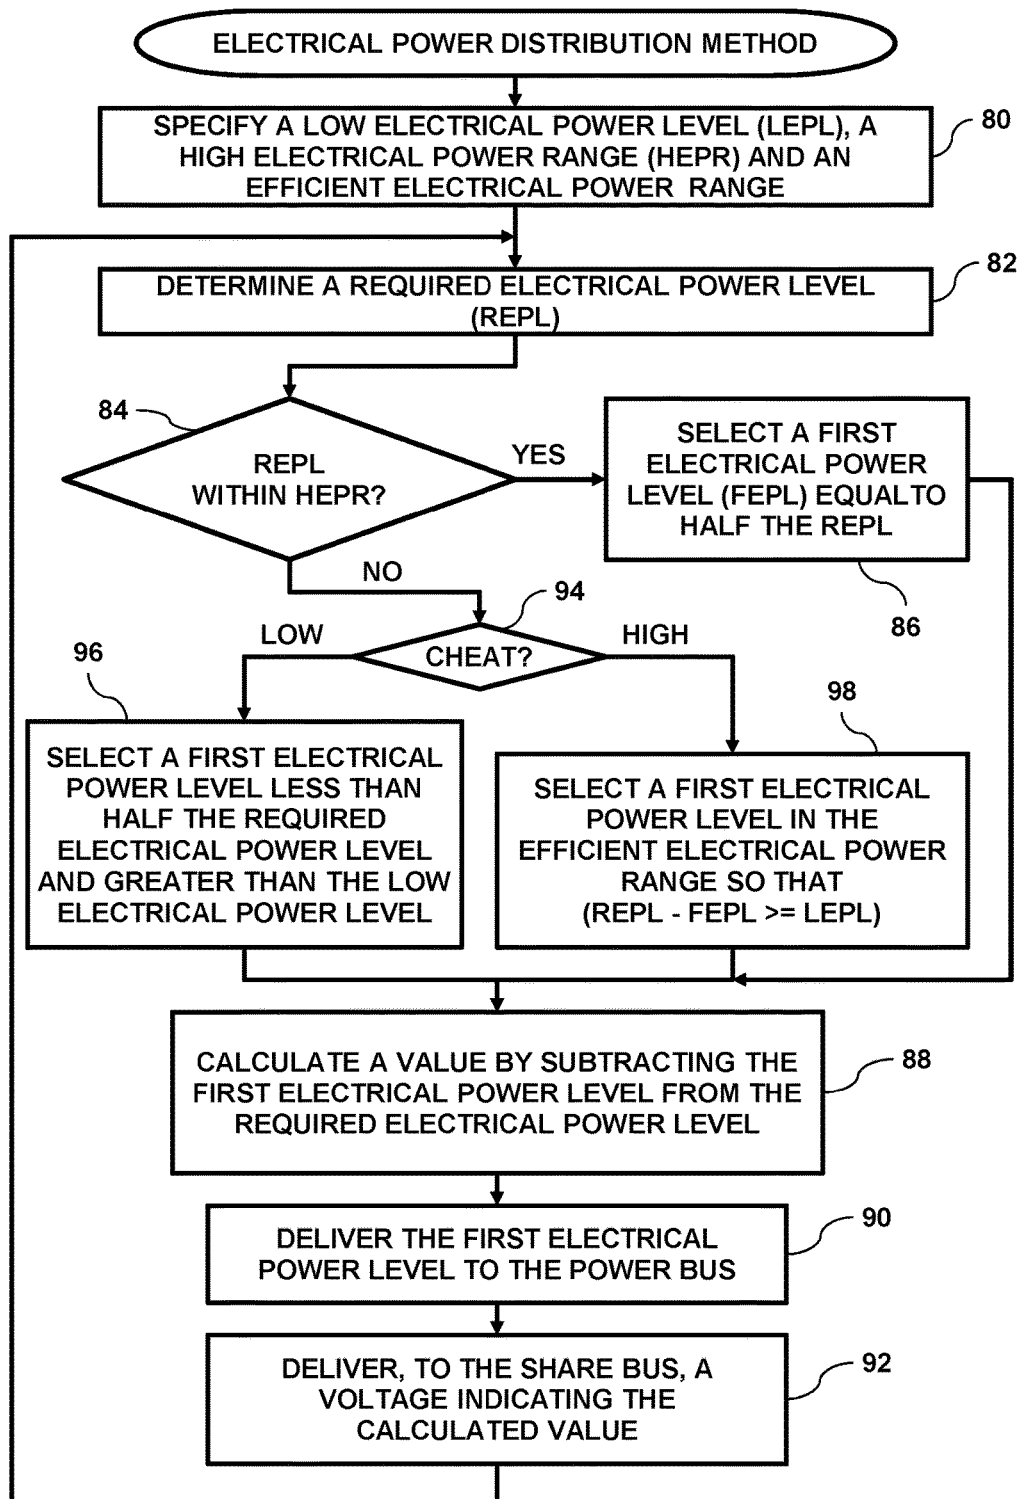 ELECTRICAL POWER DISTRIBUTION METHOD
SPECIFY A LOW ELECTRICAL POWER LEVEL (LEPL), A
HIGH ELECTRICAL POWER RANGE (HEPR) AND AN
EFFICIENT ELECTRICAL POWER RANGE
80
82
DETERMINE A REQUIRED ELECTRICAL POWER LEVEL
(REPL)
84
REPL
WITHIN HEPR?
YES
SELECT A FIRST
ELECTRICAL POWER
LEVEL (FEPL) EQUALTO
HALF THE REPL
86
NO
94
CHEAT?
LOW
HIGH
96
SELECT A FIRST ELECTRICAL
POWER LEVEL LESS THAN
HALF THE REQUIRED
ELECTRICAL POWER LEVEL
AND GREATER THAN THE LOW
ELECTRICAL POWER LEVEL
98
SELECT A FIRST ELECTRICAL
POWER LEVEL IN THE
EFFICIENT ELECTRICAL POWER
RANGE SO THAT
(REPL - FEPL >= LEPL)
CALCULATE A VALUE BY SUBTRACTING THE
FIRST ELECTRICAL POWER LEVEL FROM THE
REQUIRED ELECTRICAL POWER LEVEL
88
DELIVER THE FIRST ELECTRICAL
POWER LEVEL TO THE POWER BUS
90
DELIVER, TO THE SHARE BUS, A
VOLTAGE INDICATING THE
CALCULATED VALUE
92